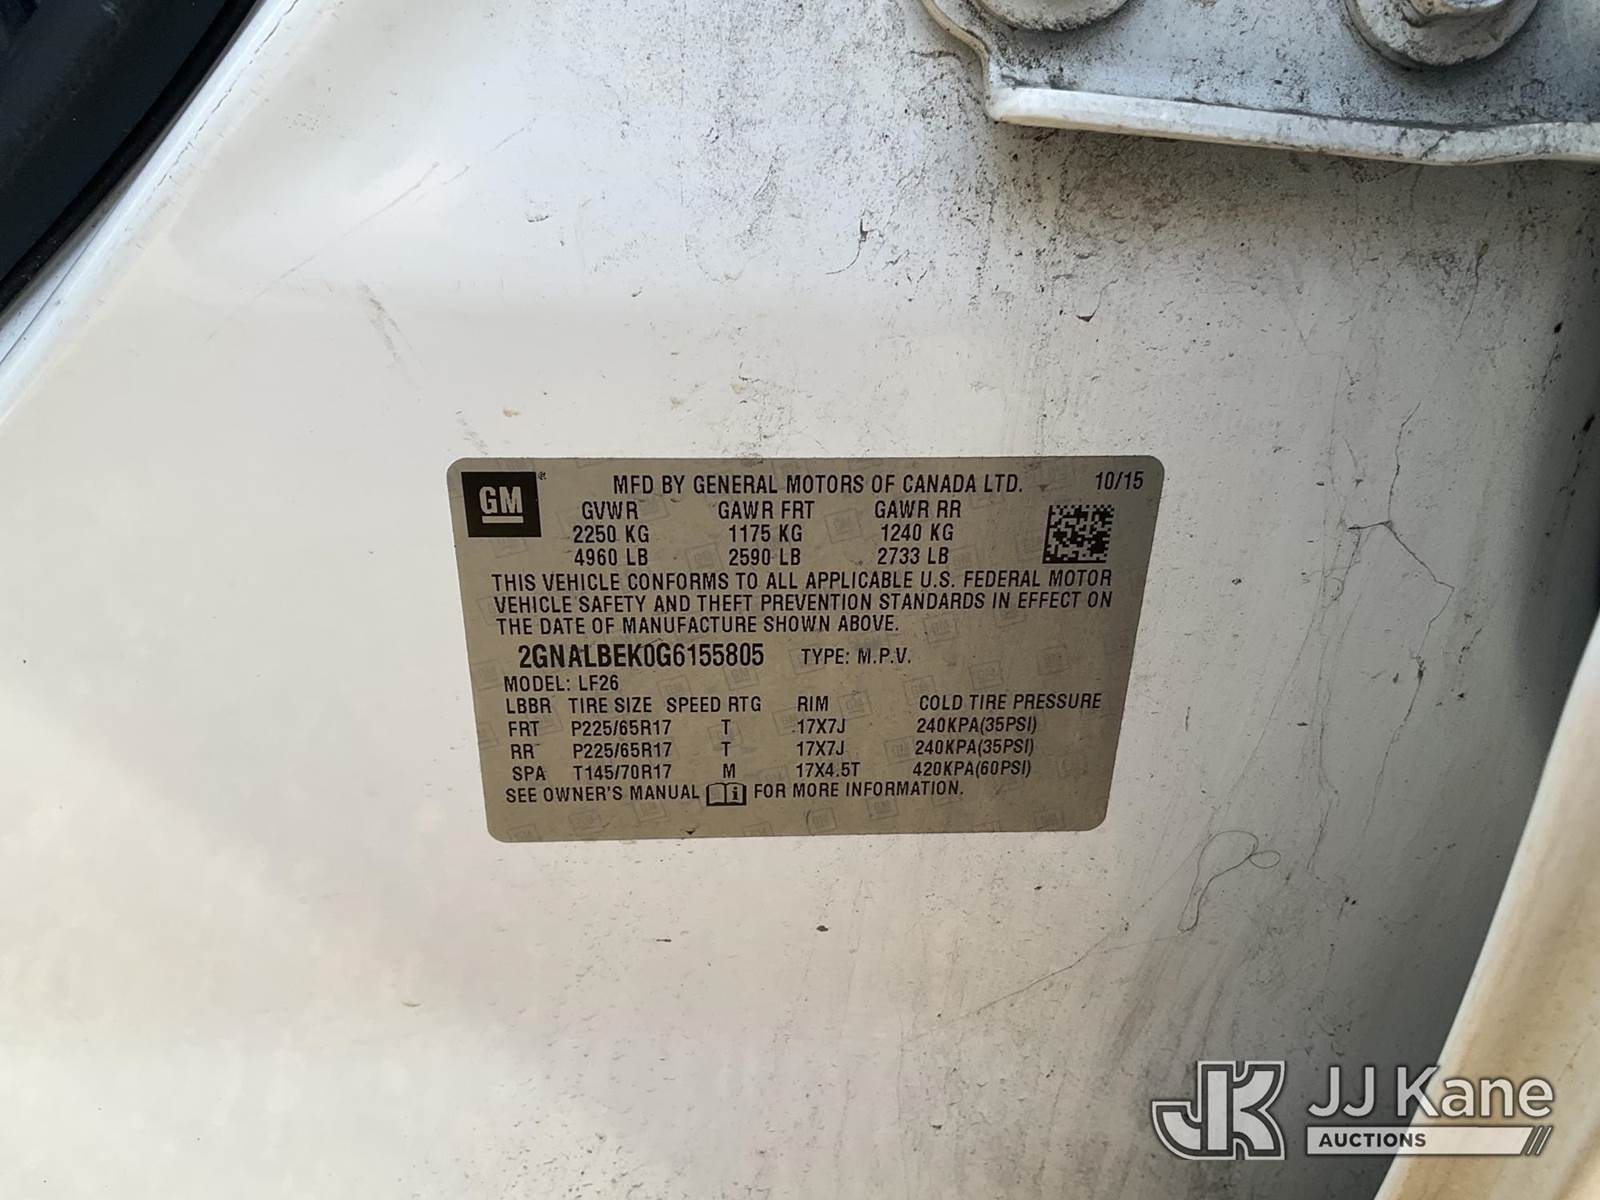 GM MFD BY GENERAL MOTORS OF CANADA LTD. 10/15
GVWR GAWR FRT GAWR RR
2250 KG 1175 KG 1240 KG
4960 LB 2590 LB 2733 LB
THIS VEHICLE CONFORMS TO ALL APPLICABLE U.S. FEDERAL MOTOR
VEHICLE SAFETY AND THEFT PREVENTION STANDARDS IN EFFECT ON
THE DATE OF MANUFACTURE SHOWN ABOVE.
2GNALBEK0G6155805 TYPE: M.P.V.
MODEL: LF26
LBBR TIRE SIZE SPEED RTG RIM COLD TIRE PRESSURE
FRT P225/65R17 T 17X7J 240KPA(35PSI)
RR P225/65R17 T 17X7J 240KPA(35PSI)
SPA T145/70R17 M 17X4.5T 420KPA(60PSI)
SEE OWNER'S MANUAL i FOR MORE INFORMATION.
JK JJ Kane
AUCTIONS